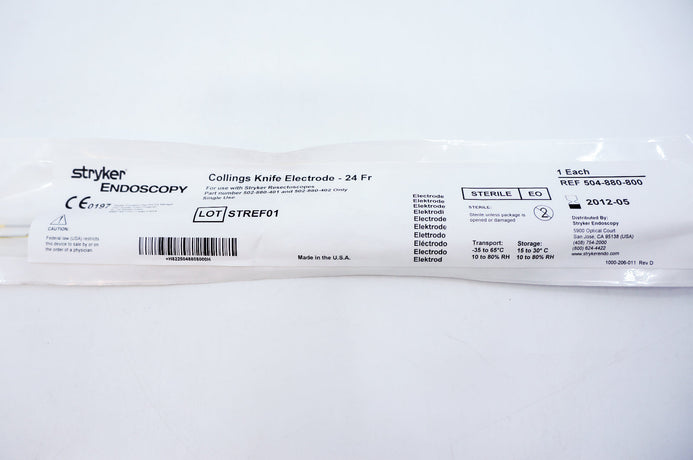 stryker
ENDOSCOPY
CE 0197
CAUTION:
Federal law (USA) restricts
this device to sale by or on
the order of a physician.
Collings Knife Electrode - 24 Fr
For use with Stryker Resectoscopes
Part number 502-880-401 and 502-880-402 Only
Single Use
LOT STREF01
Made in the U.S.A.
Electrode
Elektrode
Elektrodi
Elektrode
Elettrodo
Elektrode
Eléctrodo
Electrodo
Elektrod
STERILE EO
STERILE:
Sterile unless package is
opened or damaged
2
Transport:
-35 to 65°C
10 to 80% RH
Storage:
15 to 30° C
10 to 80% RH
1 Each
REF 504-880-800
2012-05
Distributed By:
Stryker Endoscopy
5900 Optical Court
San Jose, CA 95138 (USA)
(408) 754-2000
(800) 624-4422
www.strykerendo.com
1000-206-011 Rev D